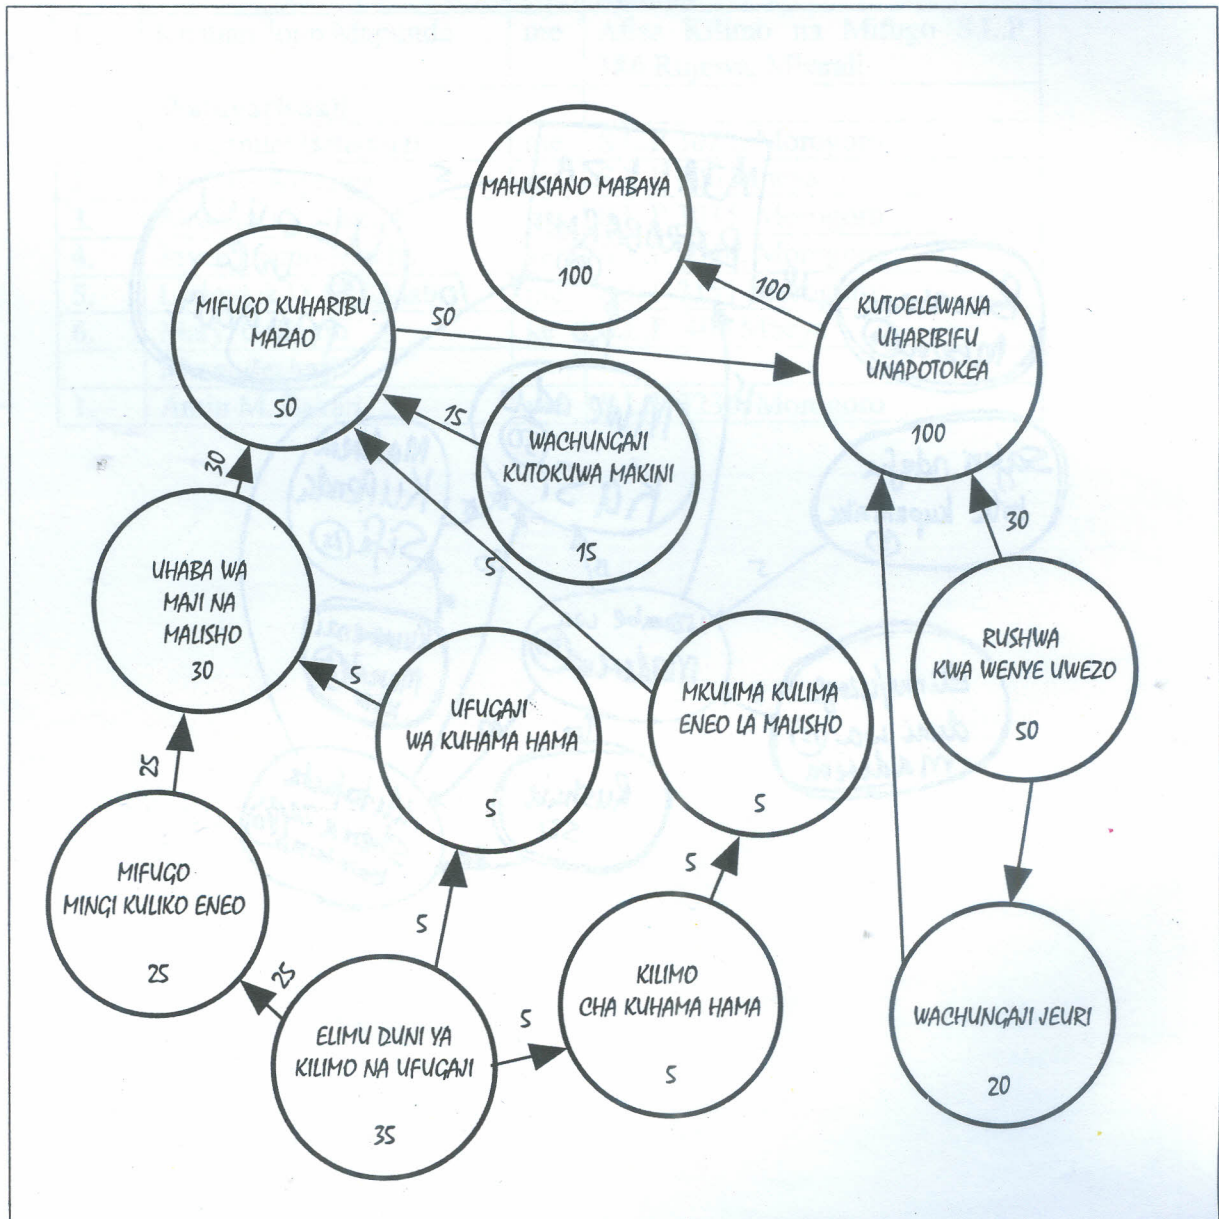 MAHUSIANO MABAYA
100
MIFUGO KUHARIBU
MAZAO
50
50
100
KUTOELEWANA
UHARIBIFU
UNAPOTOKEA
100
15
WACHUNGAJI
KUTOKUWA MAKINI
15
30
30
5
UHABA WA
MAJI NA
MALISHO
30
RUSHWA
KWA WENYE UWEZO
50
5
UFUGAJI
WA KUHAMA HAMA
5
MKULIMA KULIMA
ENEO LA MALISHO
5
25
MIFUGO
MINGI KULIKO ENEO
25
5
5
25
KILIMO
CHA KUHAMA HAMA
5
5
ELIMU DUNI YA
KILIMO NA UFUGAJI
35
WACHUNGAJI JEURI
20